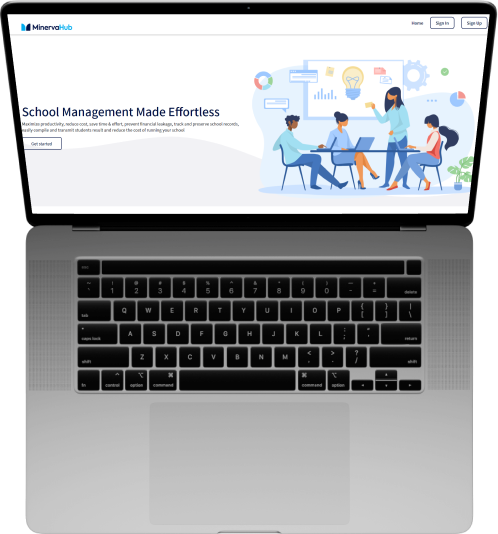 MinervaHub
Home
Sign In
Sign Up
School Management Made Effortless
Maximize productivity, reduce cost, save time & effort, prevent financial leakage, track and preserve school records,
easily compile and transmit students result and reduce the cost of running your school
Get started
esc
~ ! @ # $ % ^ & * ( ) — +
` 1 2 3 4 5 6 7 8 9 0 - = delete
tab Q W E R T Y U I O P { [ } ] | \
caps lock A S D F G H J K L : ; " ' return
shift Z X C V B N M < , > . ? / shift
fn control option command command option